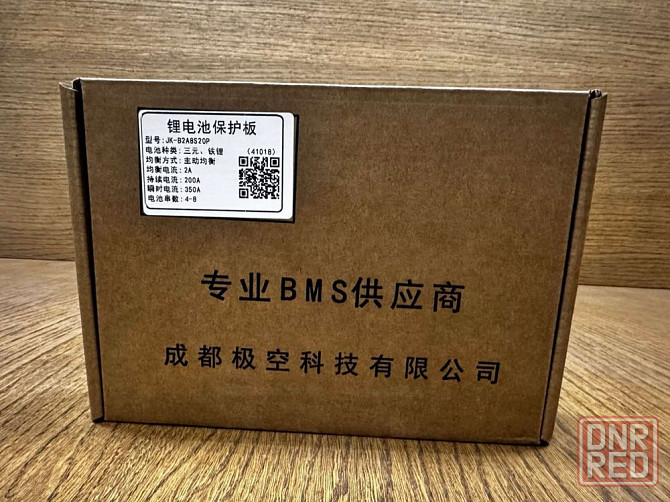 锂电池保护板
型号:JK-B2A8S20P
电池种类:三元、铁锂 (41018)
均衡方式:主动均衡
均衡电流:2A
持续电流:200A
瞬时电流:350A
电池串数:4-8
专业BMS供应商
成都极空科技有限公司
DNR
RED